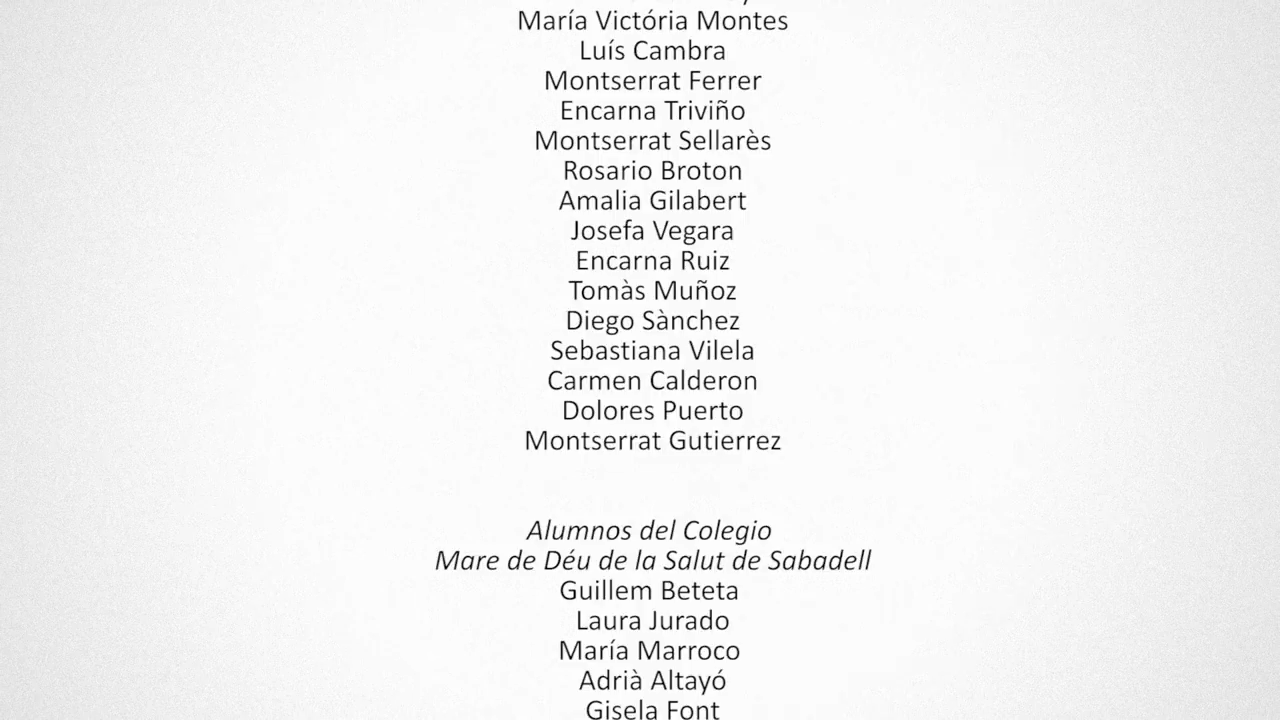 María Victória Montes
Luís Cambra
Montserrat Ferrer
Encarna Triviño
Montserrat Sellarès
Rosario Broton
Amalia Gilabert
Josefa Vegara
Encarna Ruiz
Tomàs Muñoz
Diego Sànchez
Sebastiana Vilela
Carmen Calderon
Dolores Puerto
Montserrat Gutierrez
Alumnos del Colegio
Mare de Déu de la Salut de Sabadell
Guillem Beteta
Laura Jurado
María Marroco
Adrià Altayó
Gisela Font